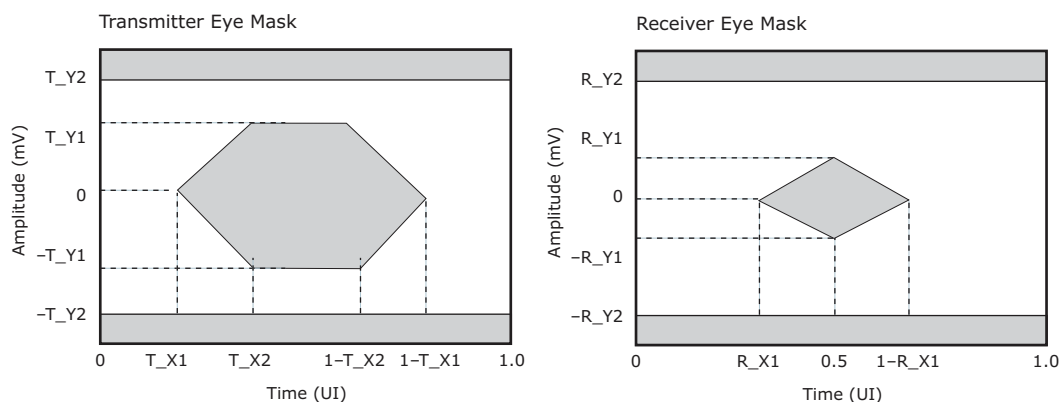 Transmitter Eye Mask
T_Y2
T_Y1
0
–T_Y1
–T_Y2
Amplitude (mV)
0 T_X1 T_X2 1–T_X2 1–T_X1 1.0
Time (UI)
Receiver Eye Mask
R_Y2
R_Y1
0
–R_Y1
–R_Y2
Amplitude (mV)
0 R_X1 0.5 1–R_X1 1.0
Time (UI)